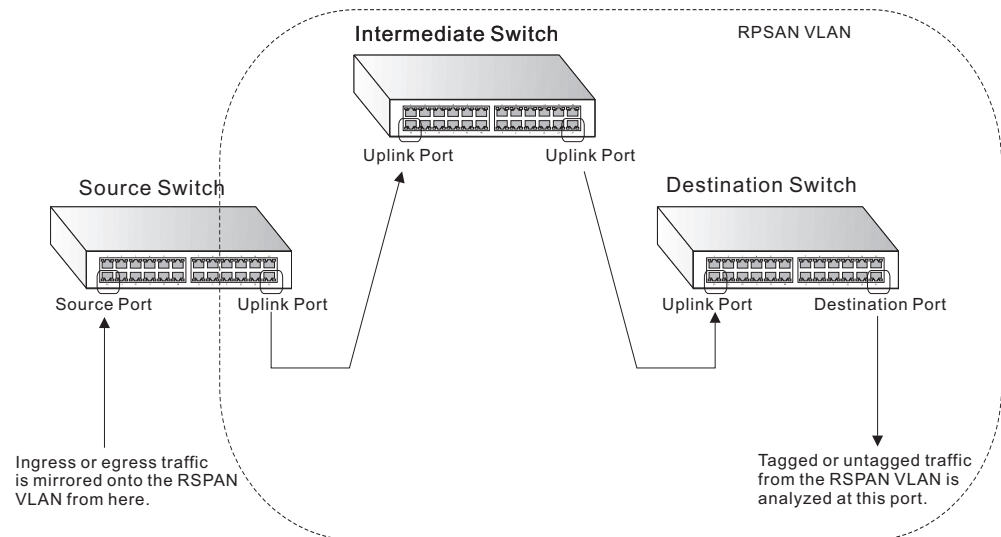 Intermediate Switch
RPSAN VLAN
Uplink Port
Uplink Port
Source Switch
Destination Switch
Source Port
Uplink Port
Uplink Port
Destination Port
Ingress or egress traffic
is mirrored onto the RSPAN
VLAN from here.
Tagged or untagged traffic
from the RSPAN VLAN is
analyzed at this port.